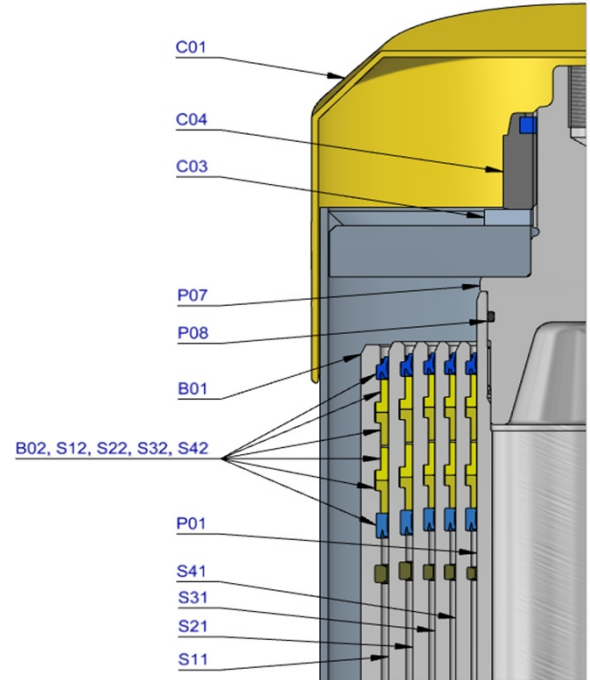 C01
C04
C03
P07
P08
B01
B02, S12, S22, S32, S42
P01
S41
S31
S21
S11